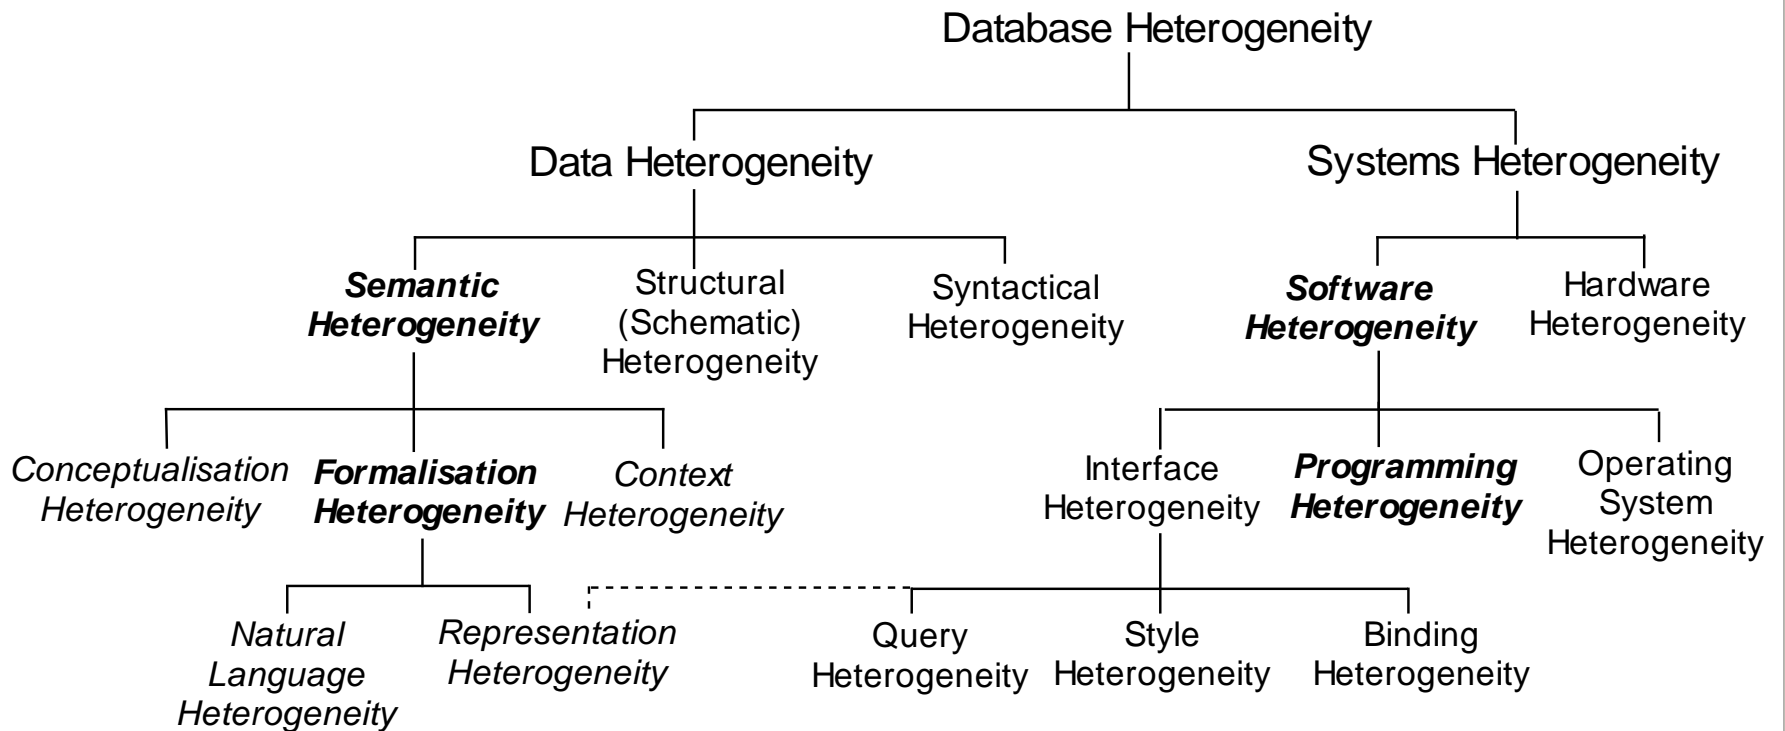 Database Heterogeneity
Data Heterogeneity
Systems Heterogeneity
Semantic
Heterogeneity
Structural
(Schematic)
Heterogeneity
Syntactical
Heterogeneity
Software
Heterogeneity
Hardware
Heterogeneity
Conceptualisation
Heterogeneity
Formalisation
Heterogeneity
Context
Heterogeneity
Interface
Heterogeneity
Programming
Heterogeneity
Operating
System
Heterogeneity
Natural
Language
Heterogeneity
Representation
Heterogeneity
Query
Heterogeneity
Style
Heterogeneity
Binding
Heterogeneity